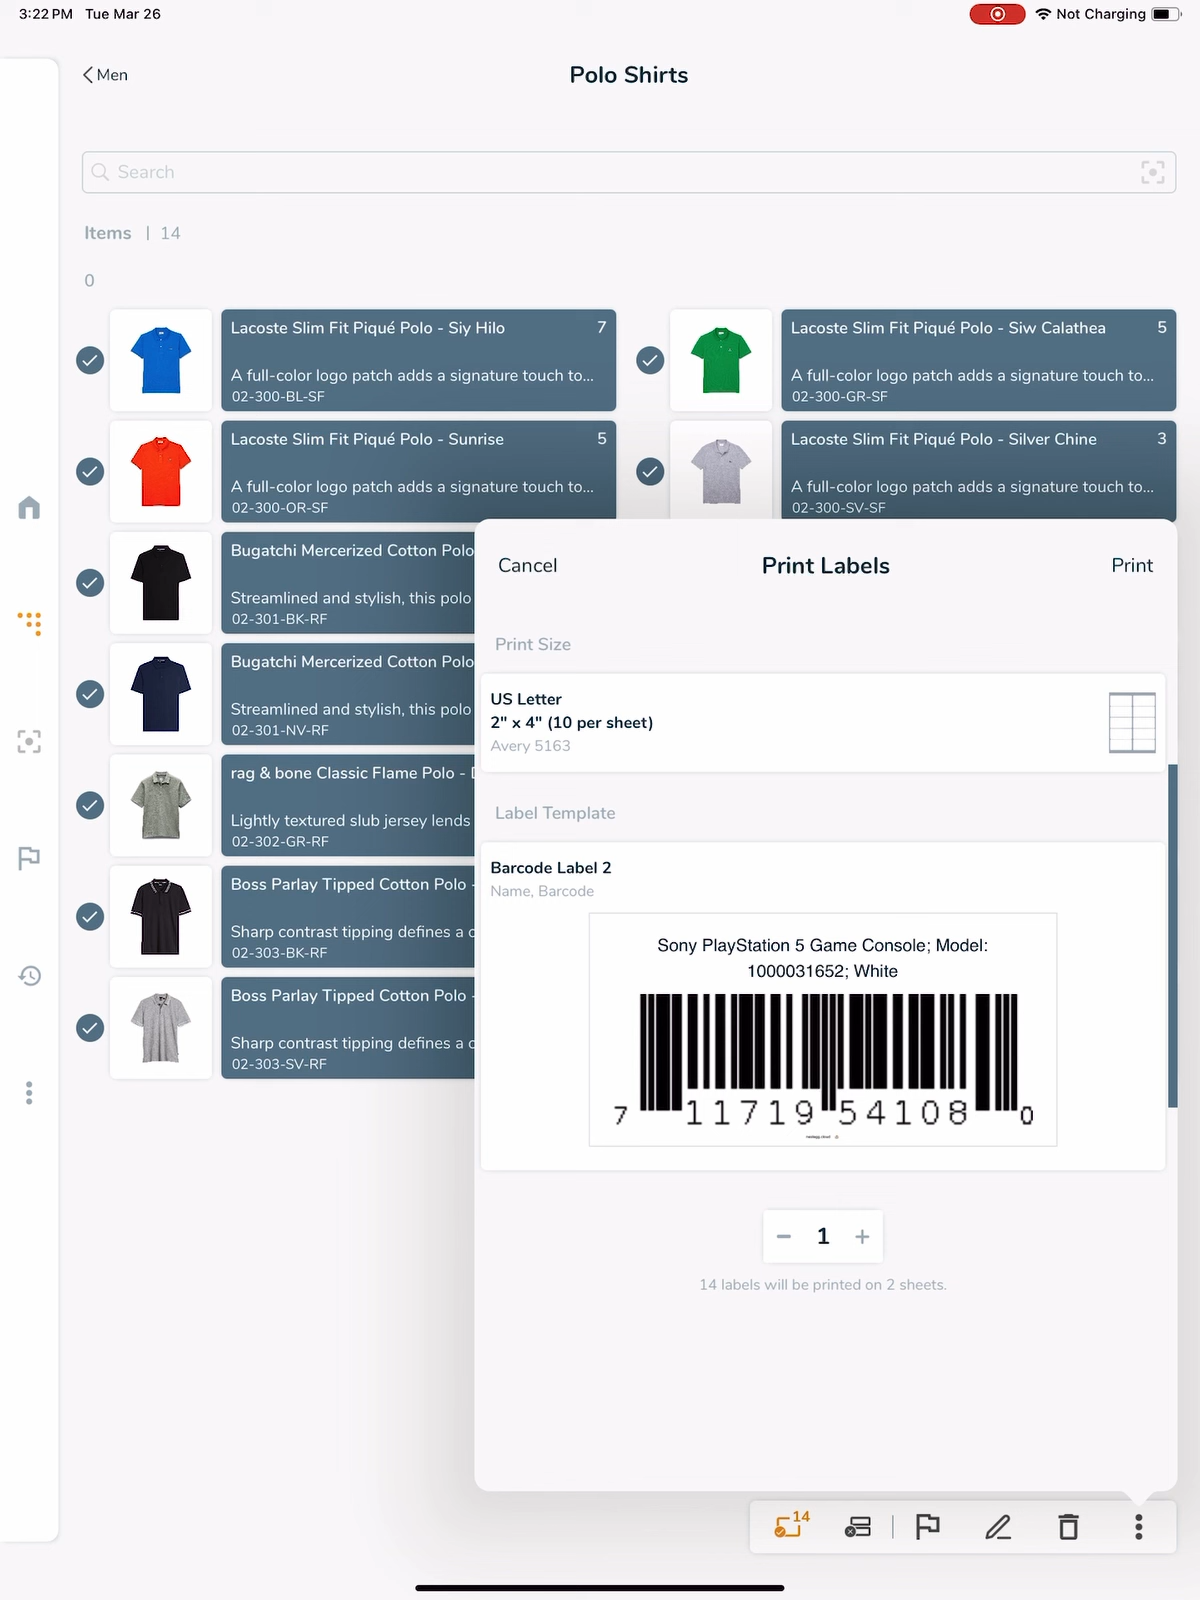 3:22 PM Tue Mar 26
Not Charging
Men
Polo Shirts
Search
Items | 14
0
Lacoste Slim Fit Piqué Polo - Siy Hilo 7
A full-color logo patch adds a signature touch to...
02-300-BL-SF
Lacoste Slim Fit Piqué Polo - Siw Calathea 5
A full-color logo patch adds a signature touch to...
02-300-GR-SF
Lacoste Slim Fit Piqué Polo - Sunrise 5
A full-color logo patch adds a signature touch to...
02-300-OR-SF
Lacoste Slim Fit Piqué Polo - Silver Chine 3
A full-color logo patch adds a signature touch to...
02-300-SV-SF
Bugatchi Mercerized Cotton Polo
Streamlined and stylish, this polo
02-301-BK-RF
Bugatchi Mercerized Cotton Polo
Streamlined and stylish, this polo
02-301-NV-RF
rag & bone Classic Flame Polo -
Lightly textured slub jersey lends
02-302-GR-RF
Boss Parlay Tipped Cotton Polo -
Sharp contrast tipping defines a c
02-303-BK-RF
Boss Parlay Tipped Cotton Polo -
Sharp contrast tipping defines a c
02-303-SV-RF
Cancel
Print Labels
Print
Print Size
US Letter
2" x 4" (10 per sheet)
Avery 5163
Label Template
Barcode Label 2
Name, Barcode
Sony PlayStation 5 Game Console; Model:
1000031652; White
7 11719 54108 0
1
14 labels will be printed on 2 sheets.
14